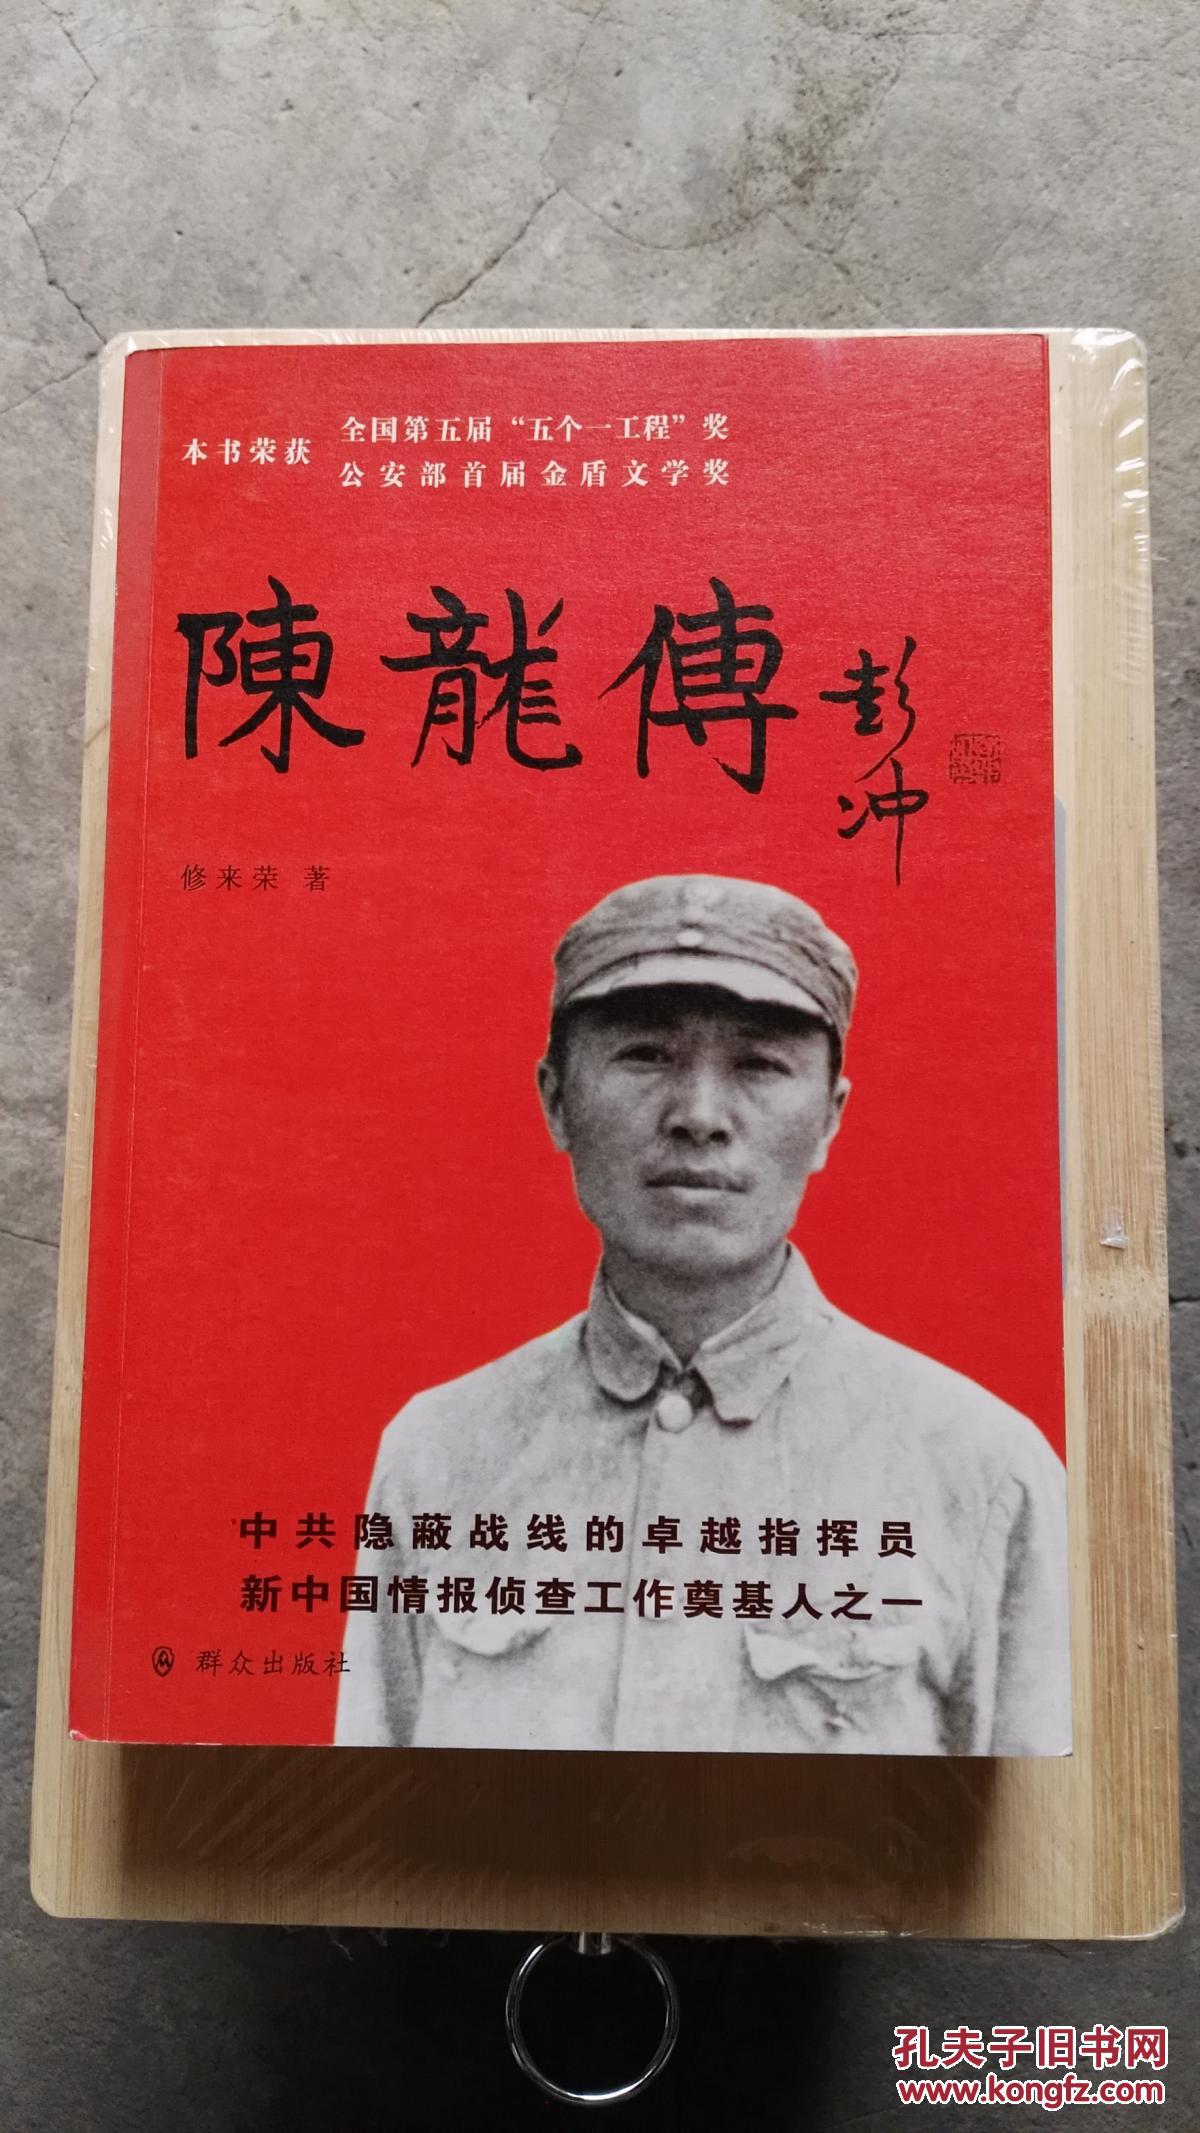 本书荣获
全国第五届“五个一工程”奖
公安部首届金盾文学奖
陳龍傳
彭冲
修来荣 著
中共隐蔽战线的卓越指挥员
新中国情报侦查工作奠基人之一
群众出版社
孔夫子旧书网
www.kongfz.com